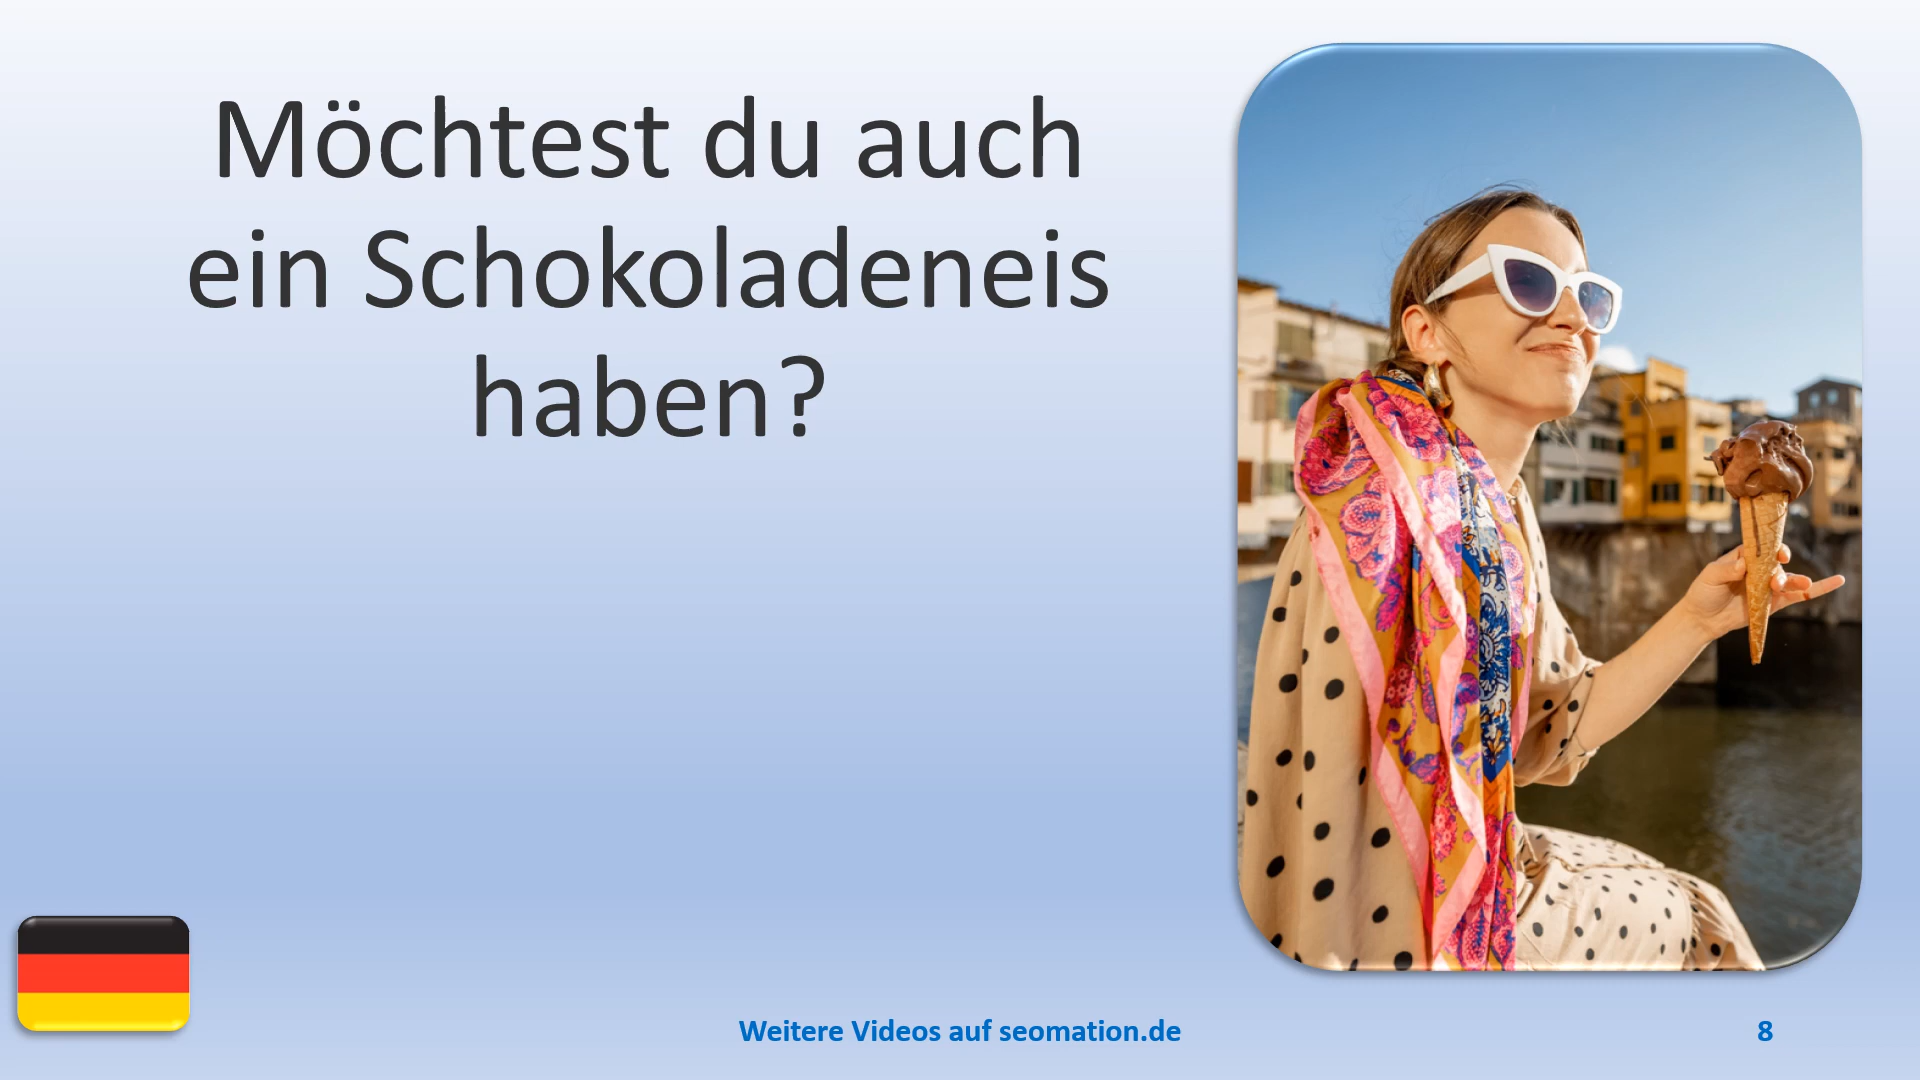 Möchtest du auch
ein Schokoladeneis
haben?
Weitere Videos auf seomation.de
8